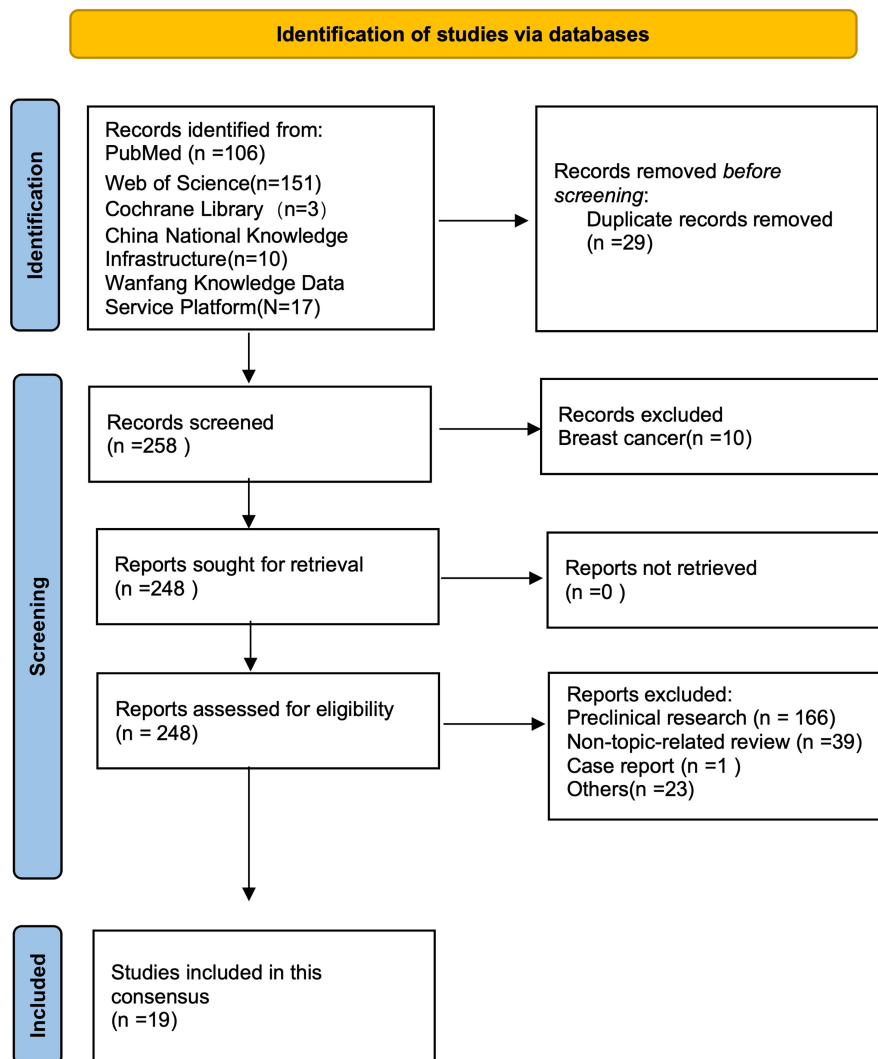 Identification of studies via databases
Identification
Records identified from:
PubMed (n =106)
Web of Science(n=151)
Cochrane Library（n=3）
China National Knowledge
Infrastructure(n=10)
Wanfang Knowledge Data
Service Platform(N=17)
Records removed before
screening:
Duplicate records removed
(n =29)
Screening
Records screened
(n =258 )
Records excluded
Breast cancer(n =10)
Reports sought for retrieval
(n =248 )
Reports not retrieved
(n =0 )
Reports assessed for eligibility
(n = 248)
Reports excluded:
Preclinical research (n = 166)
Non-topic-related review (n =39)
Case report (n =1 )
Others(n =23)
Included
Studies included in this
consensus
(n =19)